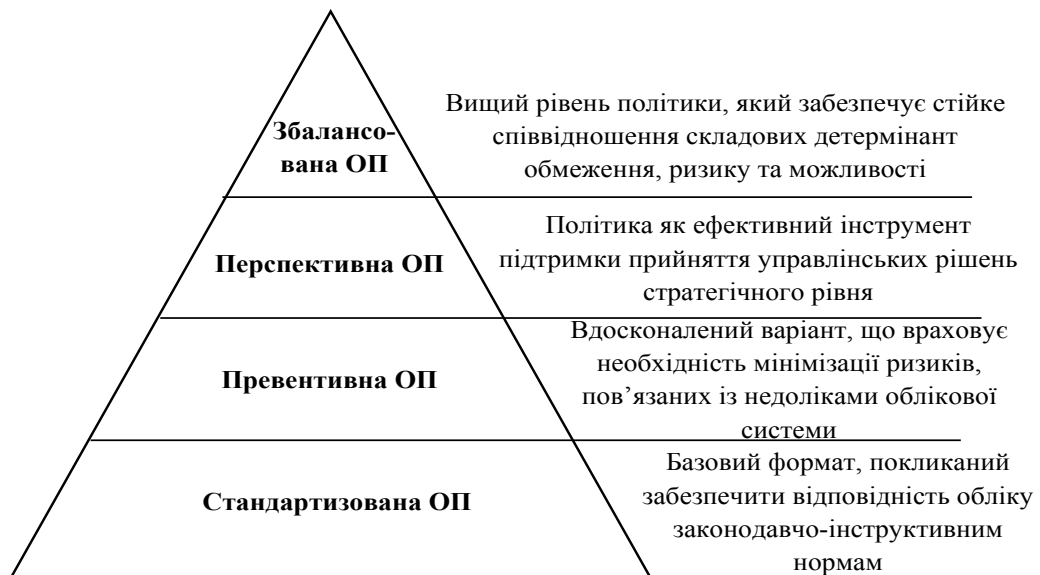 Збалансо-
вана ОП
Вищий рівень політики, який забезпечує стійке
співвідношення складових детермінант
обмеження, ризику та можливості
Перспективна ОП
Політика як ефективний інструмент
підтримки прийняття управлінських рішень
стратегічного рівня
Превентивна ОП
Вдосконалений варіант, що враховує
необхідність мінімізації ризиків,
пов’язаних із недоліками облікової
системи
Стандартизована ОП
Базовий формат, покликаний
забезпечити відповідність обліку
законодавчо-інструктивним
нормам